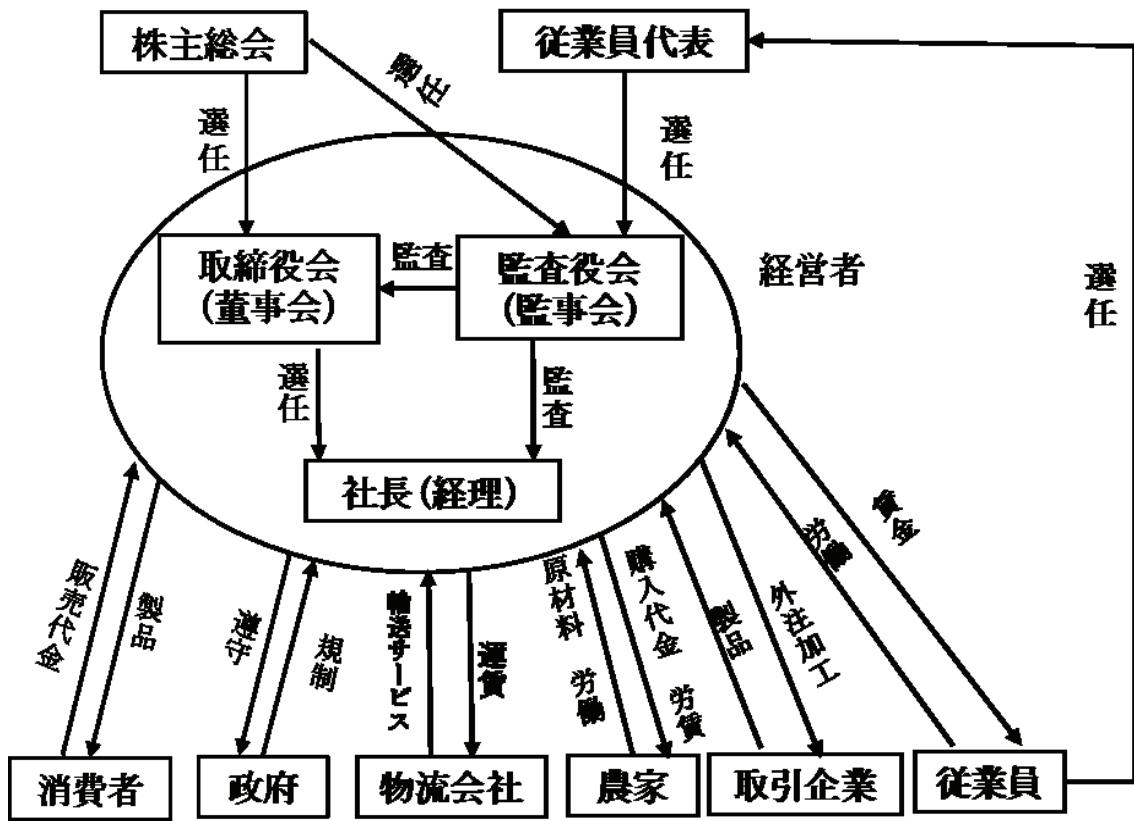 株主総会
従業員代表
選任
選任
選任
選任
取締役会
(董事会)
監査
監査役会
(監事会)
経営者
選任
監査
社長(経理)
販売代金
製品
遵守
規制
輸送サービス
運賃
原材料 労働
購入代金 労賃
製品
外注加工
労働
賃金
消費者
政府
物流会社
農家
取引企業
従業員